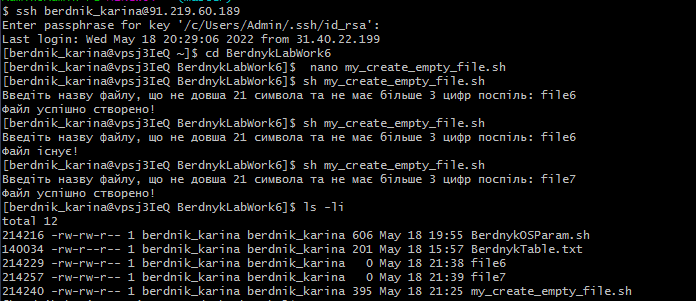 $ ssh berdnik_karina@91.219.60.189
Enter passphrase for key '/c/Users/Admin/.ssh/id_rsa':
Last login: Wed May 18 20:29:06 2022 from 31.40.22.199
[berdnik_karina@vpsj3IeQ ~]$ cd BerdnykLabWork6
[berdnik_karina@vpsj3IeQ BerdnykLabWork6]$  nano my_create_empty_file.sh
[berdnik_karina@vpsj3IeQ BerdnykLabWork6]$ sh my_create_empty_file.sh
Введіть назву файлу, що не довша 21 символа та не має більше 3 цифр поспіль: file6
Файл успішно створено!
[berdnik_karina@vpsj3IeQ BerdnykLabWork6]$ sh my_create_empty_file.sh
Введіть назву файлу, що не довша 21 символа та не має більше 3 цифр поспіль: file6
Файл існує!
[berdnik_karina@vpsj3IeQ BerdnykLabWork6]$ sh my_create_empty_file.sh
Введіть назву файлу, що не довша 21 символа та не має більше 3 цифр поспіль: file7
Файл успішно створено!
[berdnik_karina@vpsj3IeQ BerdnykLabWork6]$ ls -li
total 12
214216 -rw-rw-r-- 1 berdnik_karina berdnik_karina 606 May 18 19:55 BerdnykOSParam.sh
140034 -rw-rw-r-- 1 berdnik_karina berdnik_karina 201 May 18 15:57 BerdnykTable.txt
214229 -rw-rw-r-- 1 berdnik_karina berdnik_karina   0 May 18 21:38 file6
214257 -rw-rw-r-- 1 berdnik_karina berdnik_karina   0 May 18 21:39 file7
214240 -rw-rw-r-- 1 berdnik_karina berdnik_karina 395 May 18 21:25 my_create_empty_file.sh